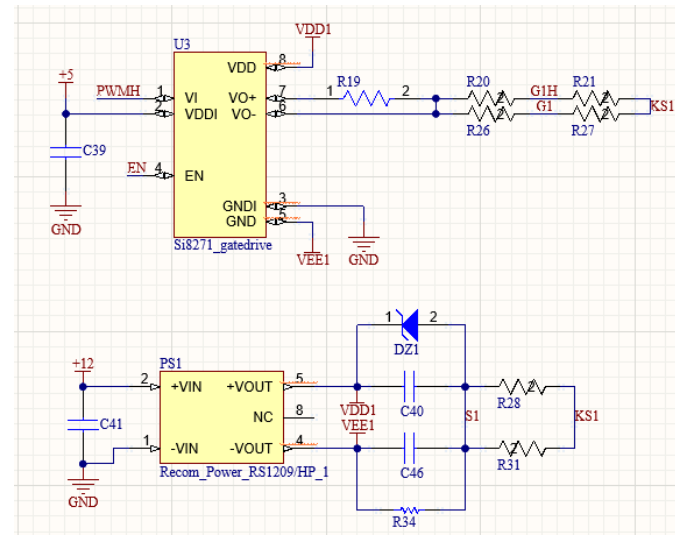 VDD1
U3
VDD 8
+5
R19
PWMH 1 VI VO+ 7 1 2 R20 G1H R21
2 VDDI VO- 6 G1 KS1
R26 R27
C39
EN 4 EN
GNDI 3
GND 5
GND
Si8271_gatedrive
VEE1 GND
1 2
DZ1
+12 PS1
2 +VIN +VOUT 5
VDD1 C40 R28
C41 NC 8 S1 KS1
VEE1
1 -VIN -VOUT 4
C46 R31
Recom_Power_RS1209/HP_1
GND
R34